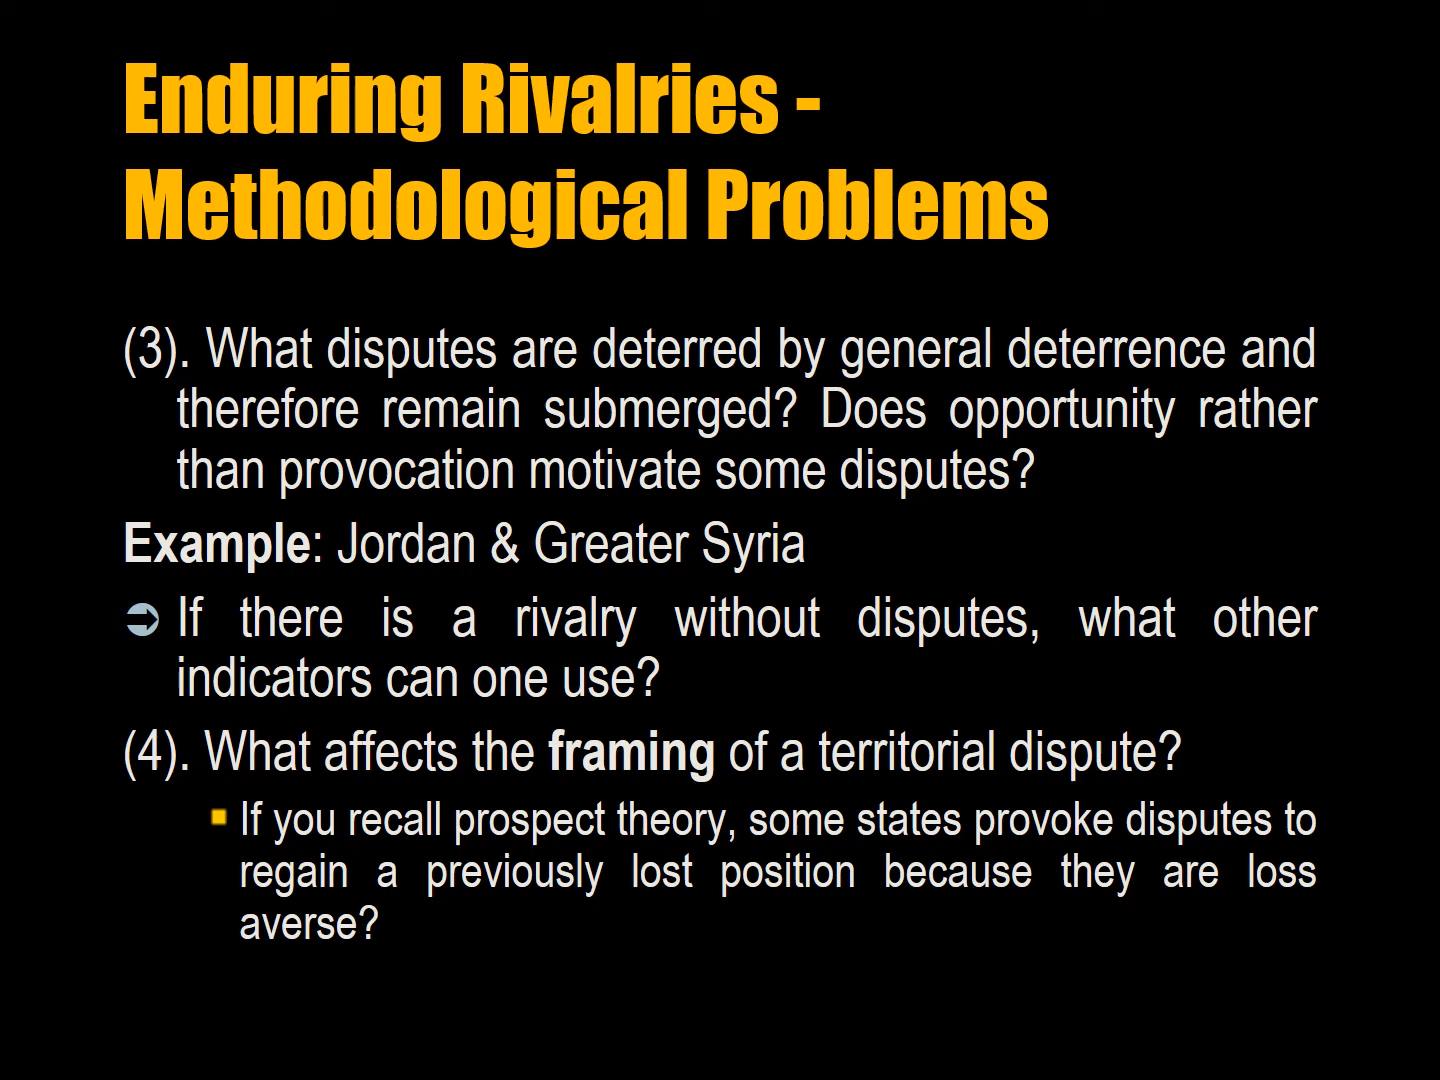 Enduring Rivalries -
Methodological Problems
(3). What disputes are deterred by general deterrence and
therefore remain submerged? Does opportunity rather
than provocation motivate some disputes?
Example: Jordan & Greater Syria
If there is a rivalry without disputes, what other
indicators can one use?
(4). What affects the framing of a territorial dispute?
If you recall prospect theory, some states provoke disputes to
regain a previously lost position because they are loss
averse?